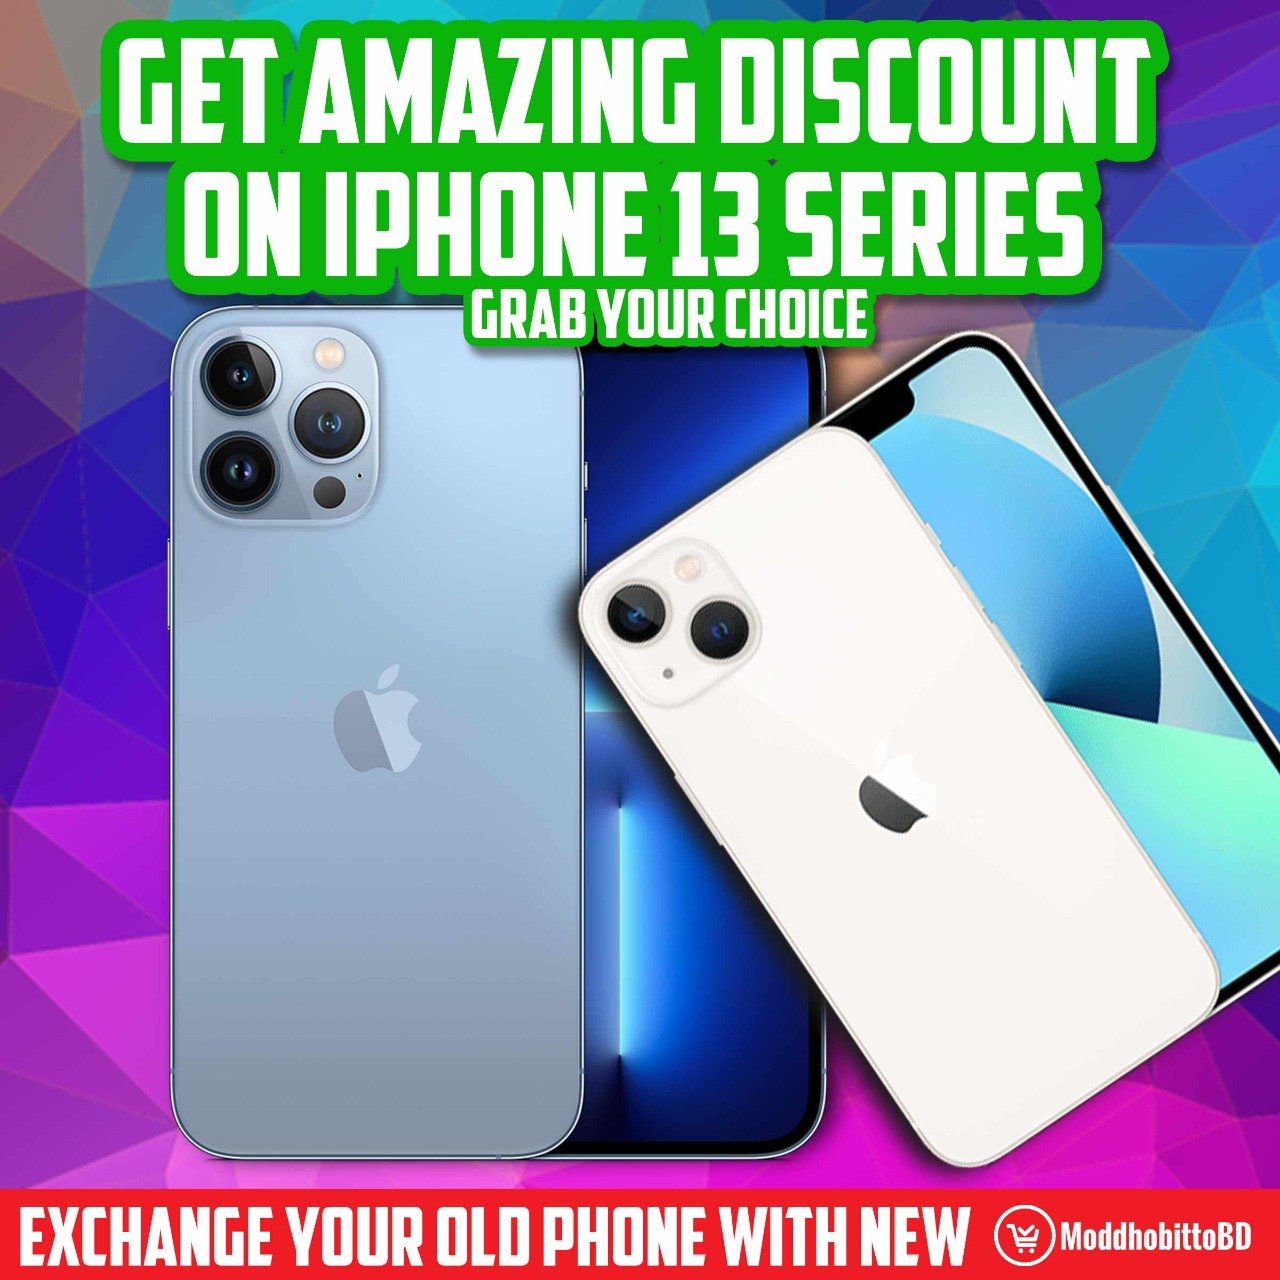 GET AMAZING DISCOUNT
ON IPHONE 13 SERIES
GRAB YOUR CHOICE
EXCHANGE YOUR OLD PHONE WITH NEW
ModdhobittoBD